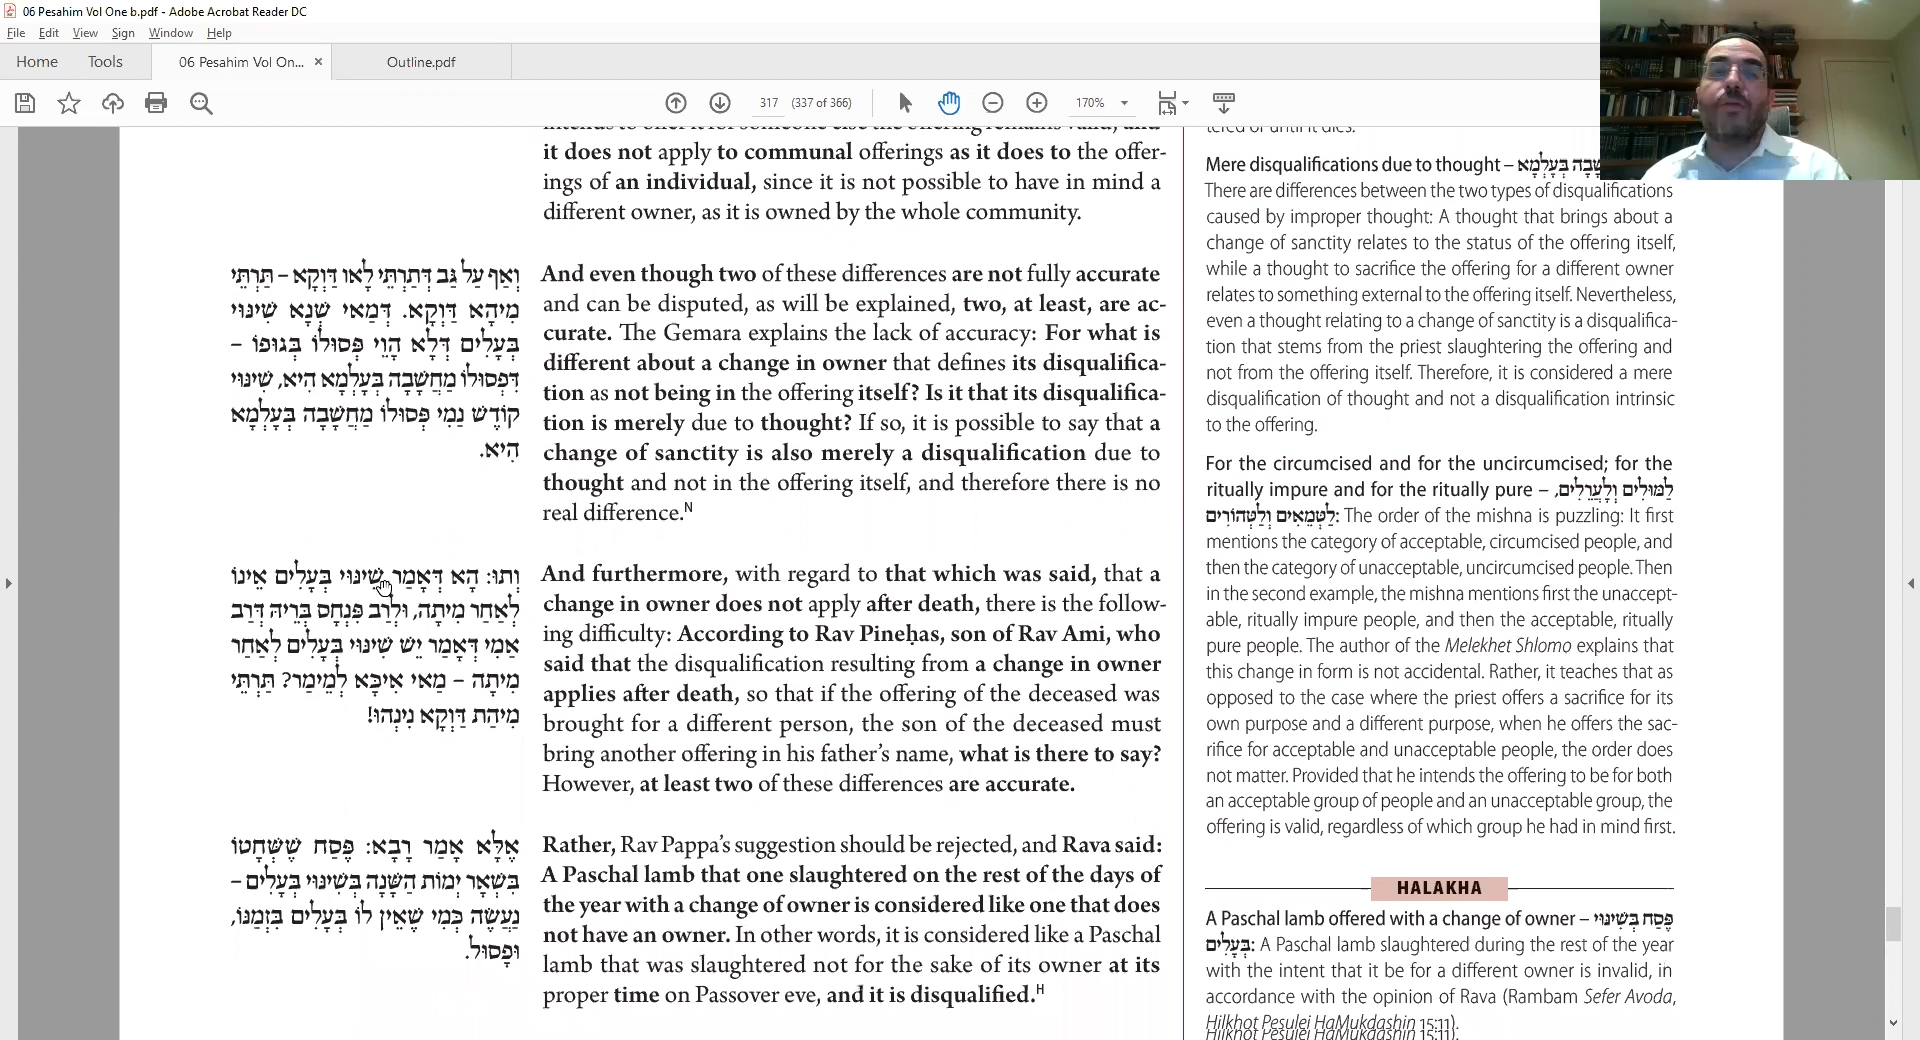 06 Pesahim Vol One b.pdf - Adobe Acrobat Reader DC
File Edit View Sign Window Help
Home Tools 06 Pesahim Vol On... × Outline.pdf
317 (337 of 366) 170%
it does not apply to communal offerings as it does to the offer-
ings of an individual, since it is not possible to have in mind a
different owner, as it is owned by the whole community.
וְאַף עַל גַּב דְּתַרְתֵּי לָאו דַּוְקָא – תַּרְתֵּי
מִיהָא דַּוְקָא. דְּמַאי שְׁנָא שִׁינּוּי
בְּעָלִים דְּלָא הָוֵי פְּסוּלוֹ בְּגוּפוֹ –
דִּפְסוּלוֹ מַחֲשָׁבָה בְּעָלְמָא הִיא, שִׁינּוּי
קוֹדֶשׁ נַמִי פְּסוּלוֹ מַחֲשָׁבָה בְּעָלְמָא
הִיא.
And even though two of these differences are not fully accurate
and can be disputed, as will be explained, two, at least, are ac-
curate. The Gemara explains the lack of accuracy: For what is
different about a change in owner that defines its disqualifica-
tion as not being in the offering itself? Is it that its disqualifica-
tion is merely due to thought? If so, it is possible to say that a
change of sanctity is also merely a disqualification due to
thought and not in the offering itself, and therefore there is no
real difference.N
וְתוּ: הָא דְּאָמַר שִׁינּוּי בְּעָלִים אֵינוֹ
לְאַחַר מִיתָה, וּלְרַב פִּנְחָס בְּרֵיהּ דְּרַב
אַמִי דְּאָמַר יֵשׁ שִׁינּוּי בְּעָלִים לְאַחַר
מִיתָה – מַאי אִיכָּא לְמֵימַר? תַּרְתֵּי
מִיהַת דַּוְקָא נִינְהוּ!
And furthermore, with regard to that which was said, that a
change in owner does not apply after death, there is the follow-
ing difficulty: According to Rav Pineḥas, son of Rav Ami, who
said that the disqualification resulting from a change in owner
applies after death, so that if the offering of the deceased was
brought for a different person, the son of the deceased must
bring another offering in his father’s name, what is there to say?
However, at least two of these differences are accurate.
אֶלָּא אָמַר רָבָא: פֶּסַח שֶׁשְּׁחָטוֹ
בִּשְׁאָר יְמוֹת הַשָּׁנָה בְּשִׁינּוּי בְּעָלִים –
נַעֲשֶׂה כְּמִי שֶׁאֵין לוֹ בְּעָלִים בִּזְמַנּוֹ,
וּפָסוּל.
Rather, Rav Pappa’s suggestion should be rejected, and Rava said:
A Paschal lamb that one slaughtered on the rest of the days of
the year with a change of owner is considered like one that does
not have an owner. In other words, it is considered like a Paschal
lamb that was slaughtered not for the sake of its owner at its
proper time on Passover eve, and it is disqualified.H
tered or until it dies.
Mere disqualifications due to thought – בְּעָלְמָא
There are differences between the two types of disqualifications
caused by improper thought: A thought that brings about a
change of sanctity relates to the status of the offering itself,
while a thought to sacrifice the offering for a different owner
relates to something external to the offering itself. Nevertheless,
even a thought relating to a change of sanctity is a disqualifica-
tion that stems from the priest slaughtering the offering and
not from the offering itself. Therefore, it is considered a mere
disqualification of thought and not a disqualification intrinsic
to the offering.
For the circumcised and for the uncircumcised; for the
ritually impure and for the ritually pure – לַמּוּלִים וְלָעֲרֵלִים,
לַטְּמֵאִים וְלַטְּהוֹרִים: The order of the mishna is puzzling: It first
mentions the category of acceptable, circumcised people, and
then the category of unacceptable, uncircumcised people. Then
in the second example, the mishna mentions first the unaccept-
able, ritually impure people, and then the acceptable, ritually
pure people. The author of the Melekhet Shlomo explains that
this change in form is not accidental. Rather, it teaches that as
opposed to the case where the priest offers a sacrifice for its
own purpose and a different purpose, when he offers the sac-
rifice for acceptable and unacceptable people, the order does
not matter. Provided that he intends the offering to be for both
an acceptable group of people and an unacceptable group, the
offering is valid, regardless of which group he had in mind first.
HALAKHA
A Paschal lamb offered with a change of owner – פֶּסַח בְּשִׁינּוּי
בְּעָלִים: A Paschal lamb slaughtered during the rest of the year
with the intent that it be for a different owner is invalid, in
accordance with the opinion of Rava (Rambam Sefer Avoda,
Hilkhot Pesulei HaMukdashin 15:11).